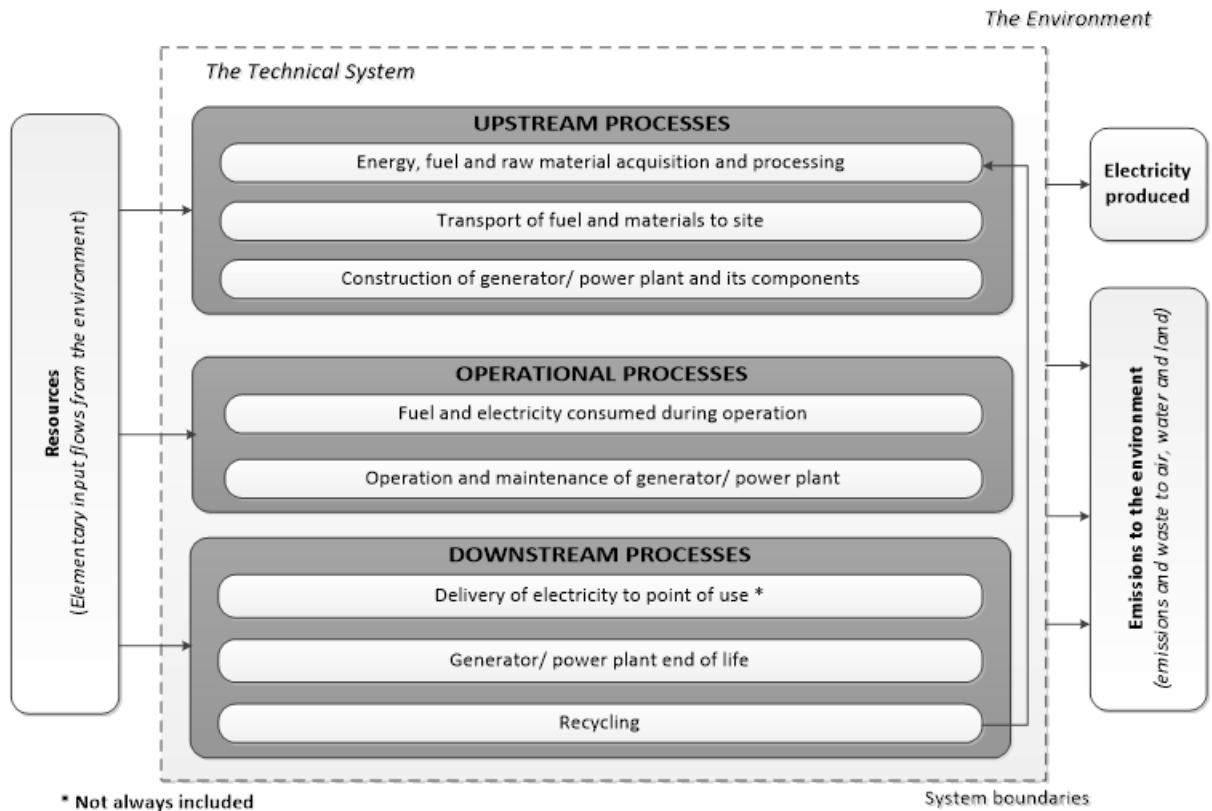 The Environment
The Technical System
Resources
(Elementary input flows from the environment)
UPSTREAM PROCESSES
Energy, fuel and raw material acquisition and processing
Transport of fuel and materials to site
Construction of generator/ power plant and its components
OPERATIONAL PROCESSES
Fuel and electricity consumed during operation
Operation and maintenance of generator/ power plant
DOWNSTREAM PROCESSES
Delivery of electricity to point of use *
Generator/ power plant end of life
Recycling
Electricity
produced
Emissions to the environment
(emissions and waste to air, water and land)
* Not always included
System boundaries